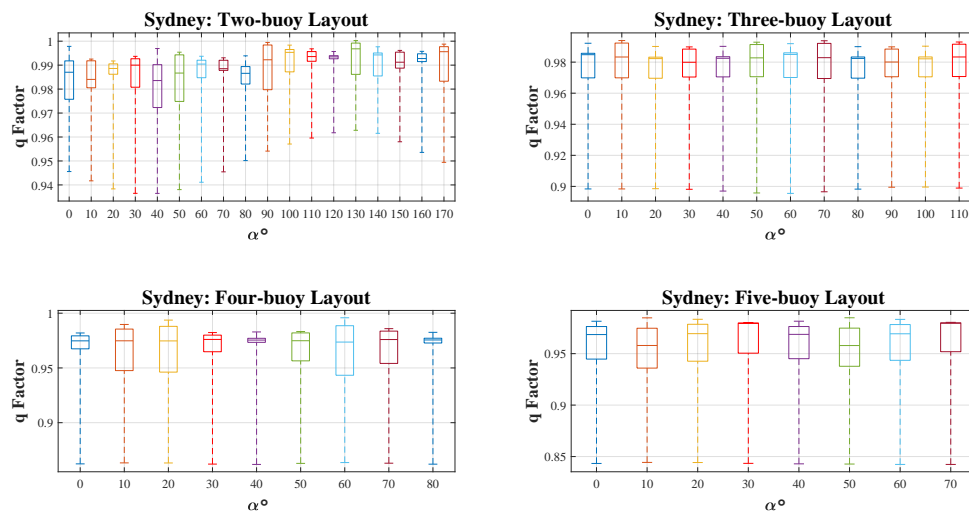 Sydney: Two-buoy Layout
1
0.99
0.98
0.97
0.96
0.95
0.94
q Factor
0 10 20 30 40 50 60 70 80 90 100 110 120 130 140 150 160 170
α°
Sydney: Three-buoy Layout
0.98
0.96
0.94
0.92
0.9
q Factor
0 10 20 30 40 50 60 70 80 90 100 110
α°
Sydney: Four-buoy Layout
1
0.95
0.9
q Factor
0 10 20 30 40 50 60 70 80
α°
Sydney: Five-buoy Layout
0.95
0.9
0.85
q Factor
0 10 20 30 40 50 60 70
α°